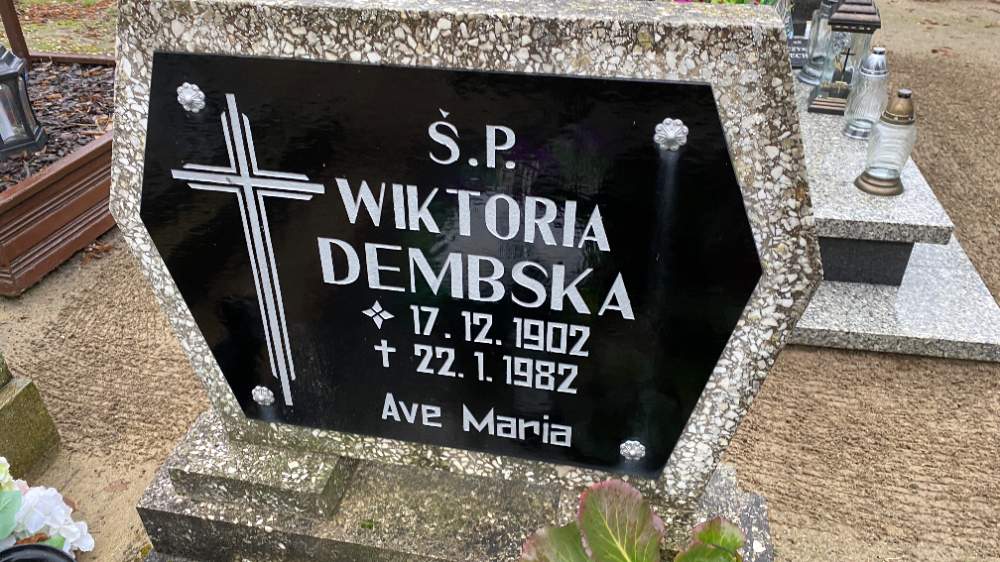 Ś.P.
WIKTORIA
DEMBSKA
17.12.1902
22.1.1982
Ave Maria